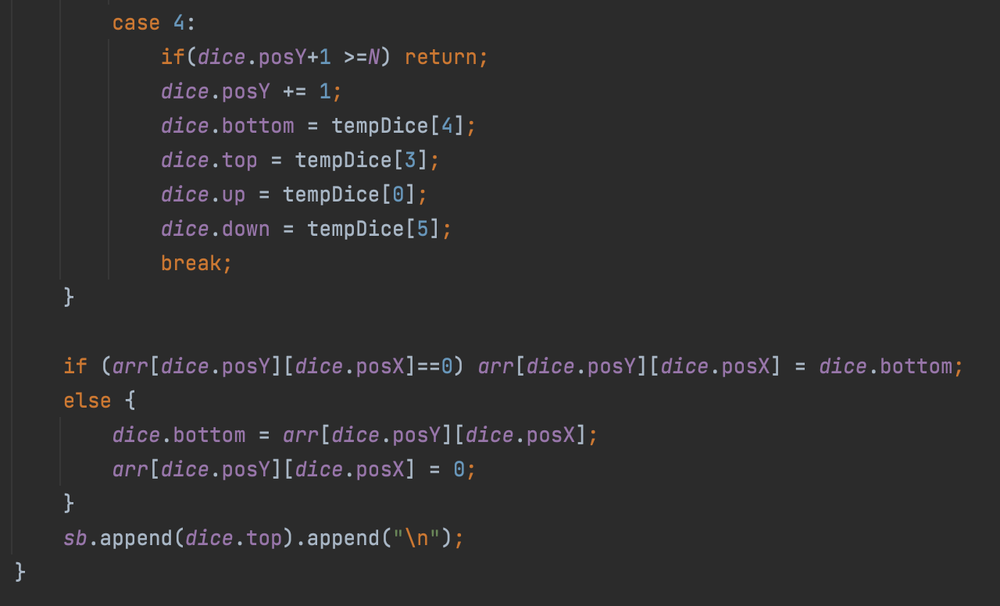 case 4:
if(dice.posY+1 >=N) return;
dice.posY += 1;
dice.bottom = tempDice[4];
dice.top = tempDice[3];
dice.up = tempDice[0];
dice.down = tempDice[5];
break;
}
if (arr[dice.posY][dice.posX]==0) arr[dice.posY][dice.posX] = dice.bottom;
else {
dice.bottom = arr[dice.posY][dice.posX];
arr[dice.posY][dice.posX] = 0;
}
sb.append(dice.top).append("\n");
}